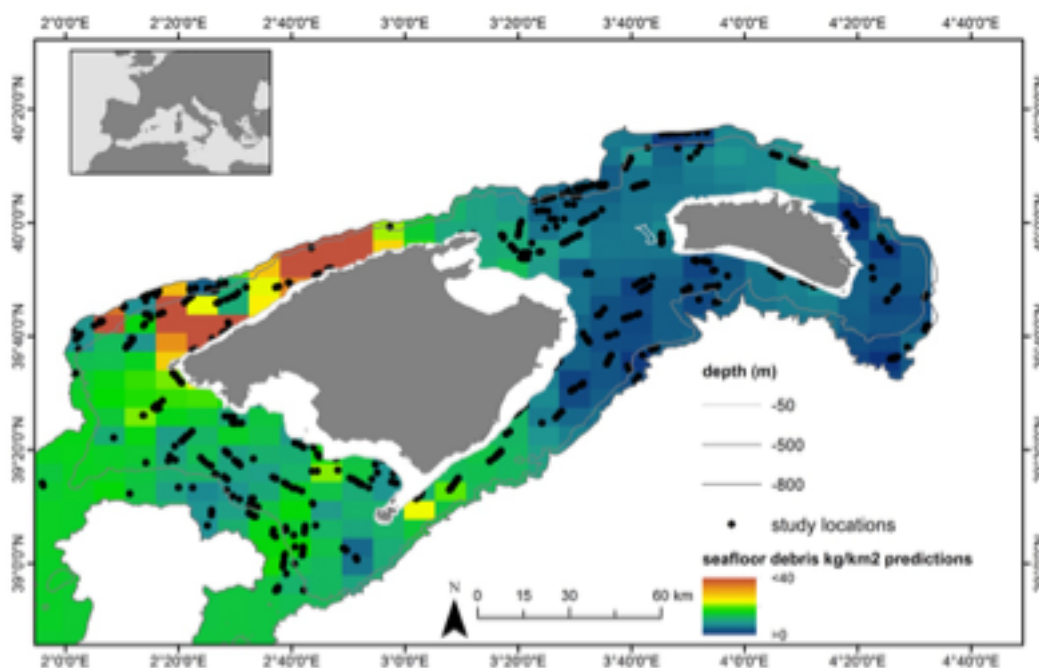 2°0'0"E 2°20'0"E 2°40'0"E 3°0'0"E 3°20'0"E 3°40'0"E 4°0'0"E 4°20'0"E 4°40'0"E
40°20'0"N
40°0'0"N
39°40'0"N
39°20'0"N
39°0'0"N
depth (m)
-50
-500
-800
study locations
seafloor debris kg/km2 predictions
<40
>0
N
0 15 30 60 km
2°0'0"E 2°20'0"E 2°40'0"E 3°0'0"E 3°20'0"E 3°40'0"E 4°0'0"E 4°20'0"E 4°40'0"E